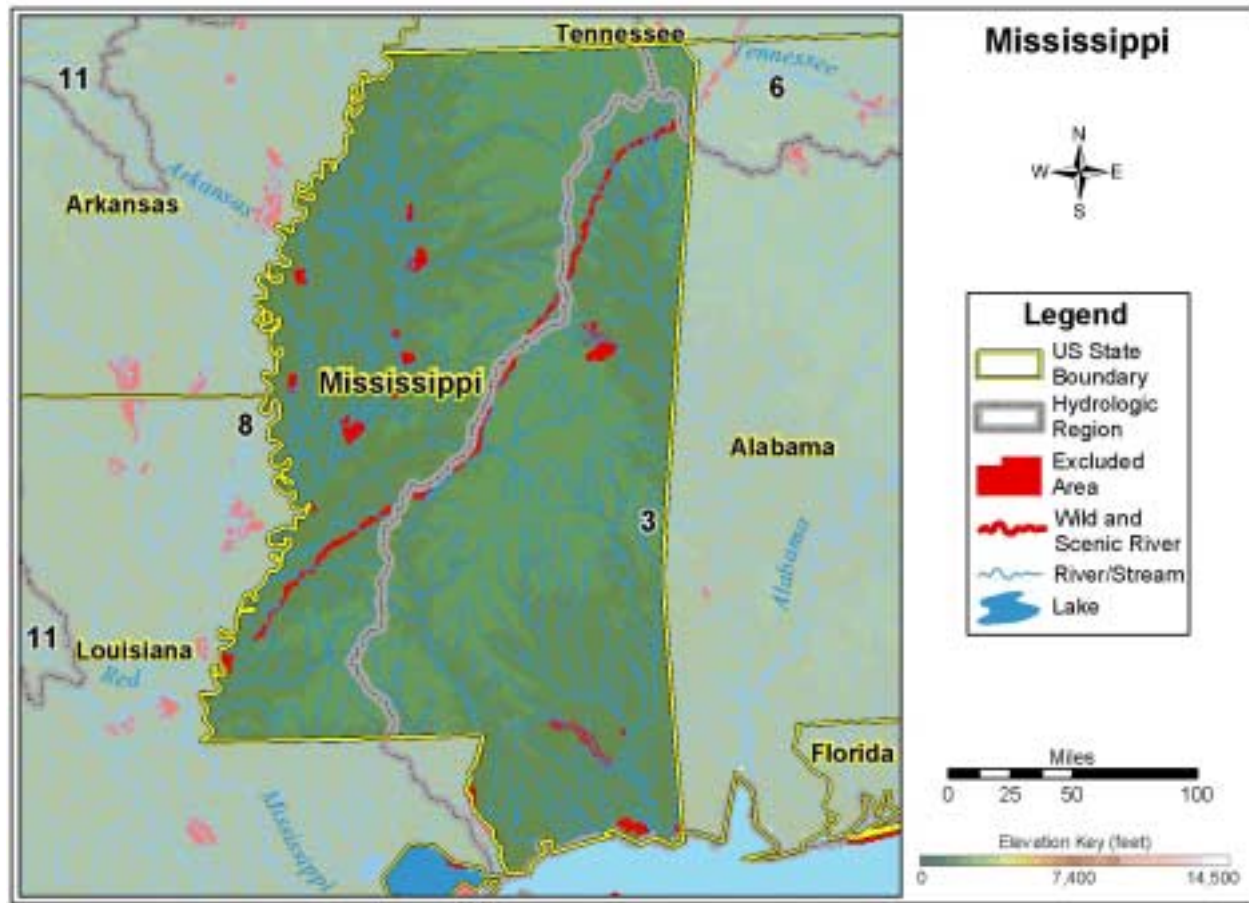 Mississippi
Tennessee
Tennessee
11
6
N
W E
S
Arkansas
Arkansas
Mississippi
8
Alabama
3
Alabama
11
Louisiana
Red
Mississippi
Florida
Legend
US State
Boundary
Hydrologic
Region
Excluded
Area
Wild and
Scenic River
River/Stream
Lake
Miles
0 25 50 100
Elevation Key (feet)
0 7,400 14,500